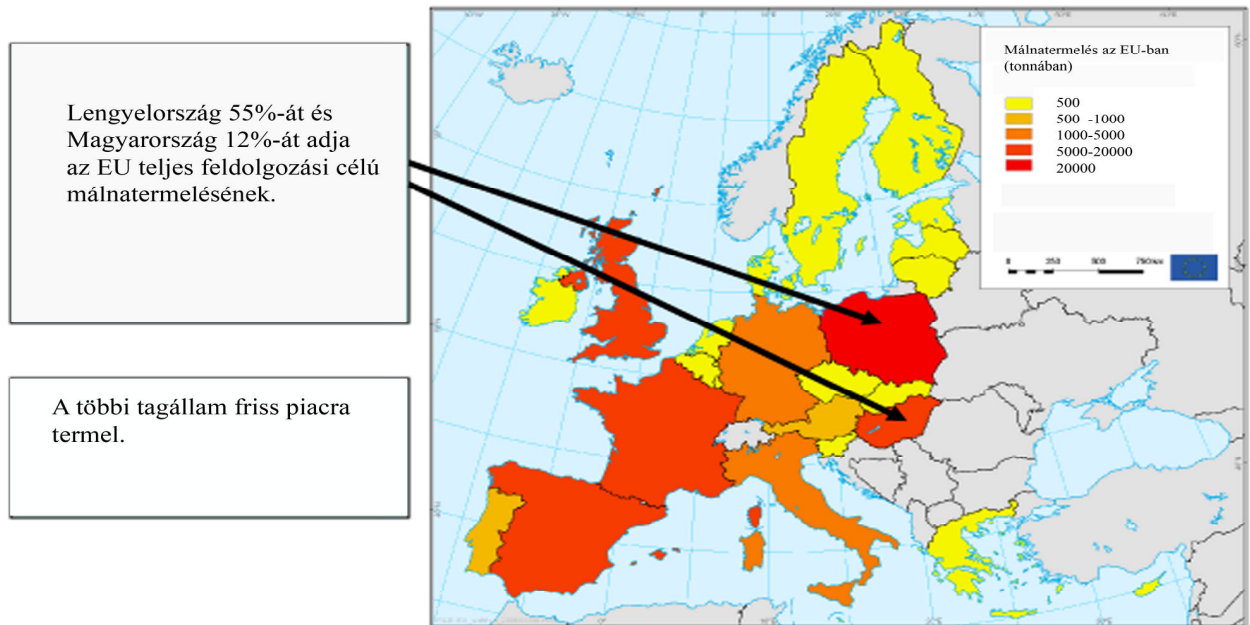 Lengyelország 55%-át és
Magyarország 12%-át adja
az EU teljes feldolgozási célú
málnatermelésének.
A többi tagállam friss piacra
termel.
Málnatermelés az EU-ban
(tonnában)
500
500 -1000
1000-5000
5000-20000
20000
0 250 500 750 km